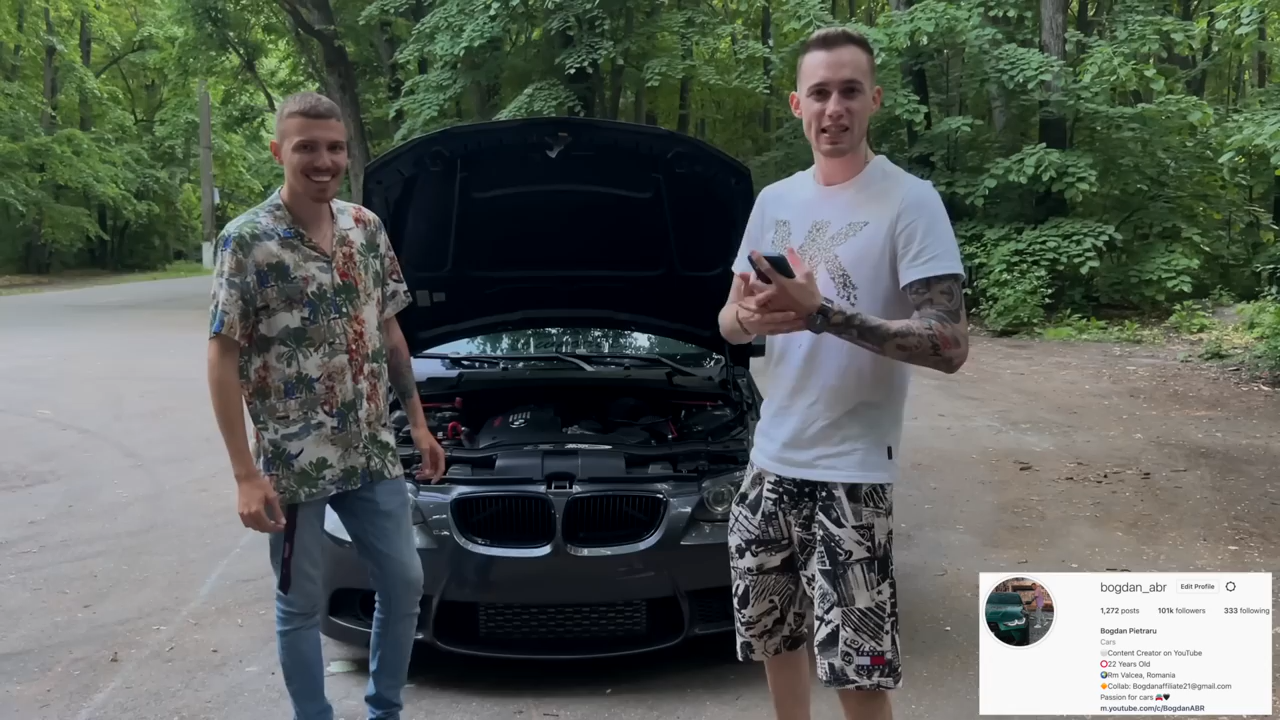 bogdan_abr Edit Profile
1,272 posts 101k followers 333 following
Bogdan Pietraru
Cars
Content Creator on YouTube
22 Years Old
Rm Valcea, Romania
Collab: Bogdanaffiliate21@gmail.com
Passion for cars
m.youtube.com/c/BogdanABR